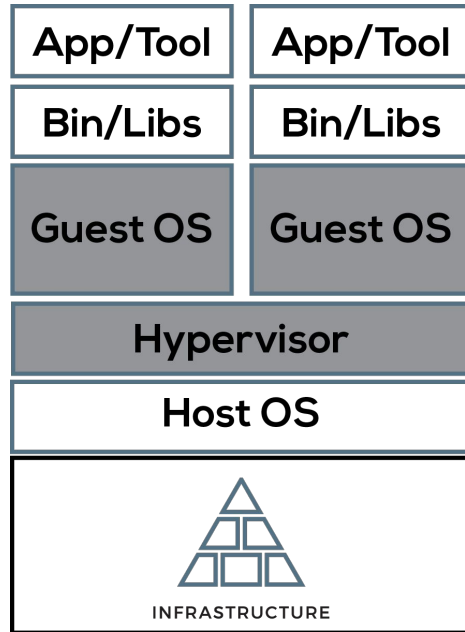 App/Tool
App/Tool
Bin/Libs
Bin/Libs
Guest OS
Guest OS
Hypervisor
Host OS
INFRASTRUCTURE